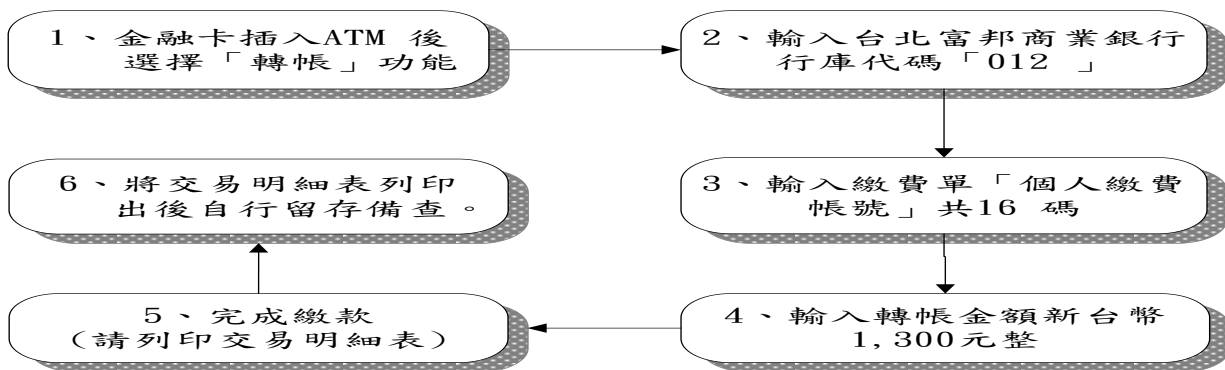 1、金融卡插入ATM 後
選擇「轉帳」功能
2、輸入台北富邦商業銀行
行庫代碼「012 」
3、輸入繳費單「個人繳費
帳號」共16 碼
4、輸入轉帳金額新台幣
1,300元整
5、完成繳款
(請列印交易明細表)
6、將交易明細表列印
出後自行留存備查。